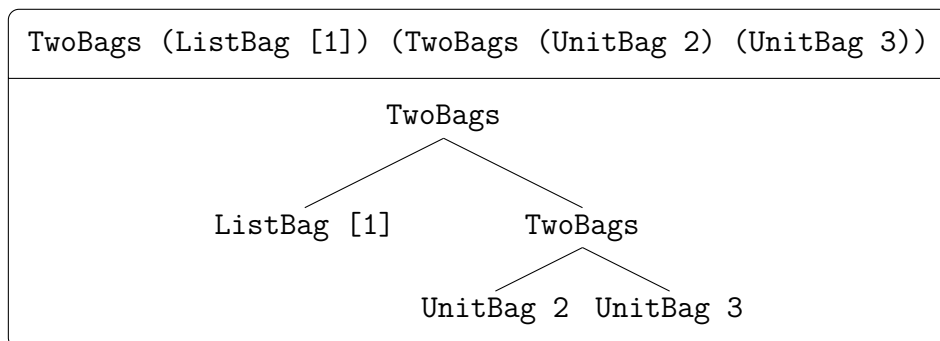 TwoBags (ListBag [1]) (TwoBags (UnitBag 2) (UnitBag 3))
TwoBags
ListBag [1] TwoBags
UnitBag 2 UnitBag 3